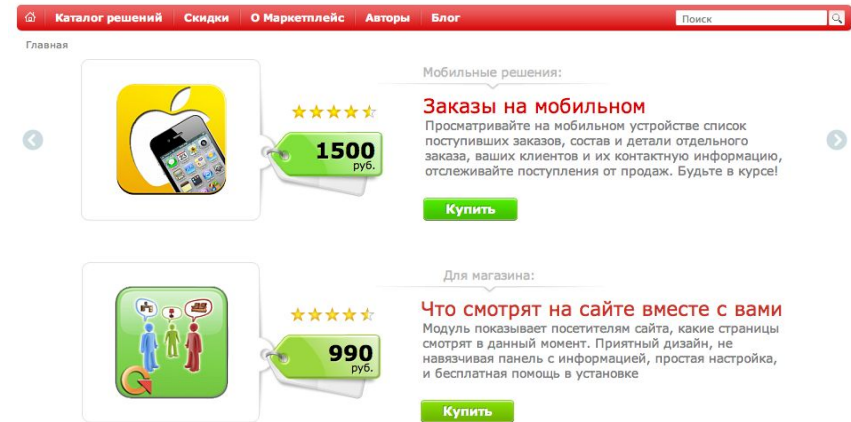 Каталог решений Скидки О Маркетплейс Авторы Блог Поиск
Главная
Мобильные решения:
Заказы на мобильном
Просматривайте на мобильном устройстве список
поступивших заказов, состав и детали отдельного
заказа, ваших клиентов и их контактную информацию,
отслеживайте поступления от продаж. Будьте в курсе!
1500
руб.
Купить
Для магазина:
Что смотрят на сайте вместе с вами
Модуль показывает посетителям сайта, какие страницы
смотрят в данный момент. Приятный дизайн, не
навязчивая панель с информацией, простая настройка,
и бесплатная помощь в установке
990
руб.
Купить